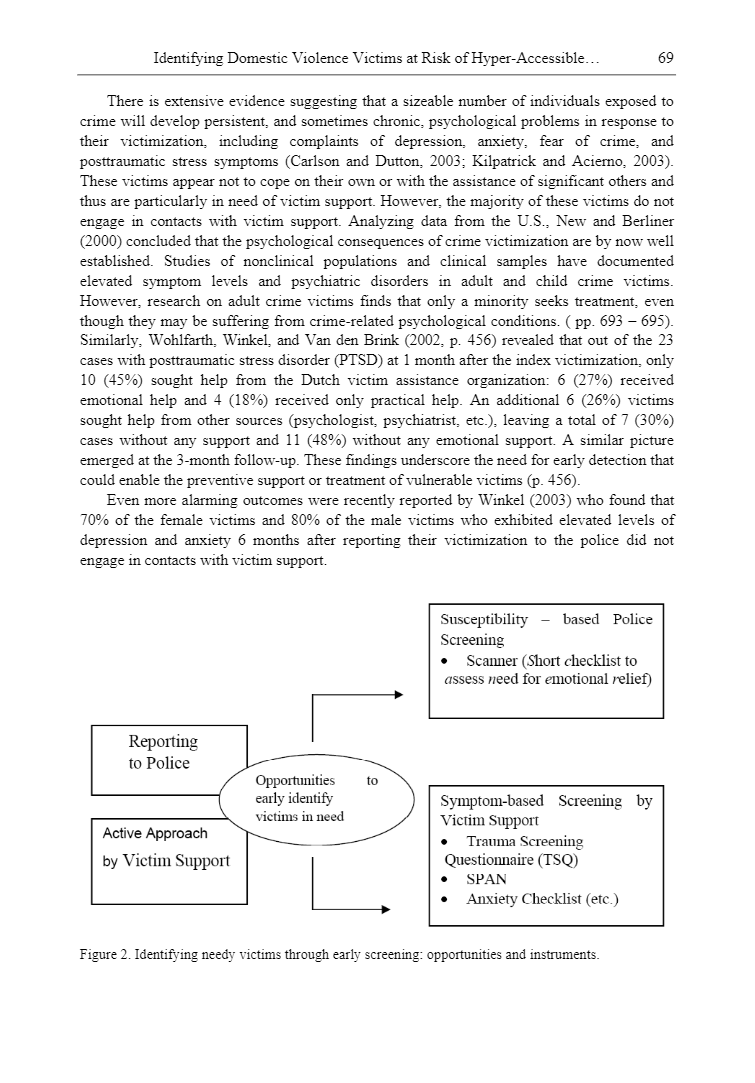 Identifying Domestic Violence Victims at Risk of Hyper-Accessible… 69
There is extensive evidence suggesting that a sizeable number of individuals exposed to
crime will develop persistent, and sometimes chronic, psychological problems in response to
their victimization, including complaints of depression, anxiety, fear of crime, and
posttraumatic stress symptoms (Carlson and Dutton, 2003; Kilpatrick and Acierno, 2003).
These victims appear not to cope on their own or with the assistance of significant others and
thus are particularly in need of victim support. However, the majority of these victims do not
engage in contacts with victim support. Analyzing data from the U.S., New and Berliner
(2000) concluded that the psychological consequences of crime victimization are by now well
established. Studies of nonclinical populations and clinical samples have documented
elevated symptom levels and psychiatric disorders in adult and child crime victims.
However, research on adult crime victims finds that only a minority seeks treatment, even
though they may be suffering from crime-related psychological conditions. ( pp. 693 – 695).
Similarly, Wohlfarth, Winkel, and Van den Brink (2002, p. 456) revealed that out of the 23
cases with posttraumatic stress disorder (PTSD) at 1 month after the index victimization, only
10 (45%) sought help from the Dutch victim assistance organization: 6 (27%) received
emotional help and 4 (18%) received only practical help. An additional 6 (26%) victims
sought help from other sources (psychologist, psychiatrist, etc.), leaving a total of 7 (30%)
cases without any support and 11 (48%) without any emotional support. A similar picture
emerged at the 3-month follow-up. These findings underscore the need for early detection that
could enable the preventive support or treatment of vulnerable victims (p. 456).
Even more alarming outcomes were recently reported by Winkel (2003) who found that
70% of the female victims and 80% of the male victims who exhibited elevated levels of
depression and anxiety 6 months after reporting their victimization to the police did not
engage in contacts with victim support.
Susceptibility – based Police
Screening
• Scanner (Short checklist to
assess need for emotional relief)
Reporting
to Police
Opportunities to
early identify
victims in need
Active Approach
by Victim Support
Symptom-based Screening by
Victim Support
• Trauma Screening
Questionnaire (TSQ)
• SPAN
• Anxiety Checklist (etc.)
Figure 2. Identifying needy victims through early screening: opportunities and instruments.